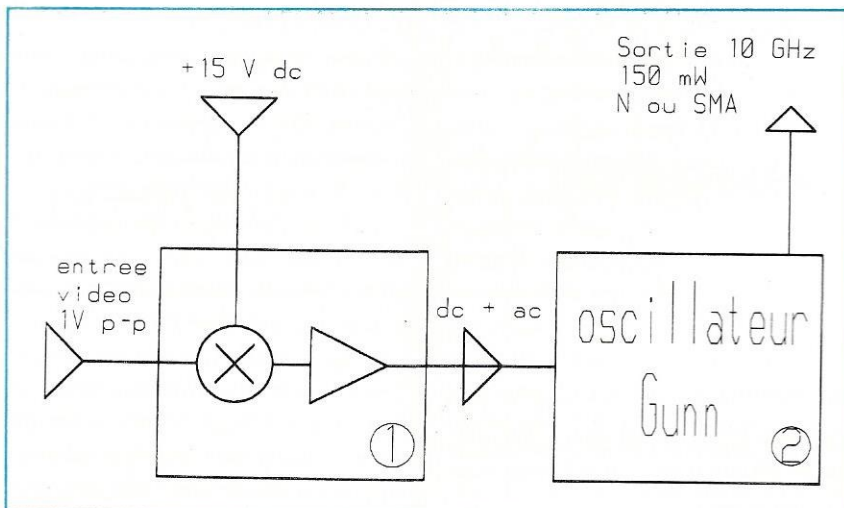 +15 V dc
Sortie 10 GHz
150 mW
N ou SMA
entree
video
1V p-p
dc + ac
oscillateur
Gunn
1
2